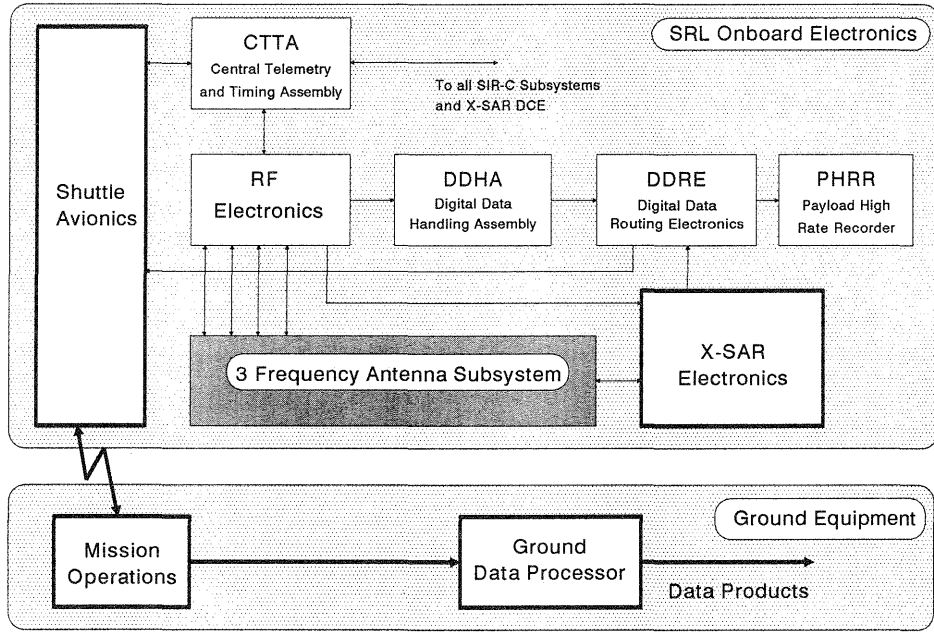 SRL Onboard Electronics
CTTA
Central Telemetry
and Timing Assembly
To all SIR-C Subsystems
and X-SAR DCE
Shuttle
Avionics
RF
Electronics
DDHA
Digital Data
Handling Assembly
DDRE
Digital Data
Routing Electronics
PHRR
Payload High
Rate Recorder
3 Frequency Antenna Subsystem
X-SAR
Electronics
Ground Equipment
Mission
Operations
Ground
Data Processor
Data Products